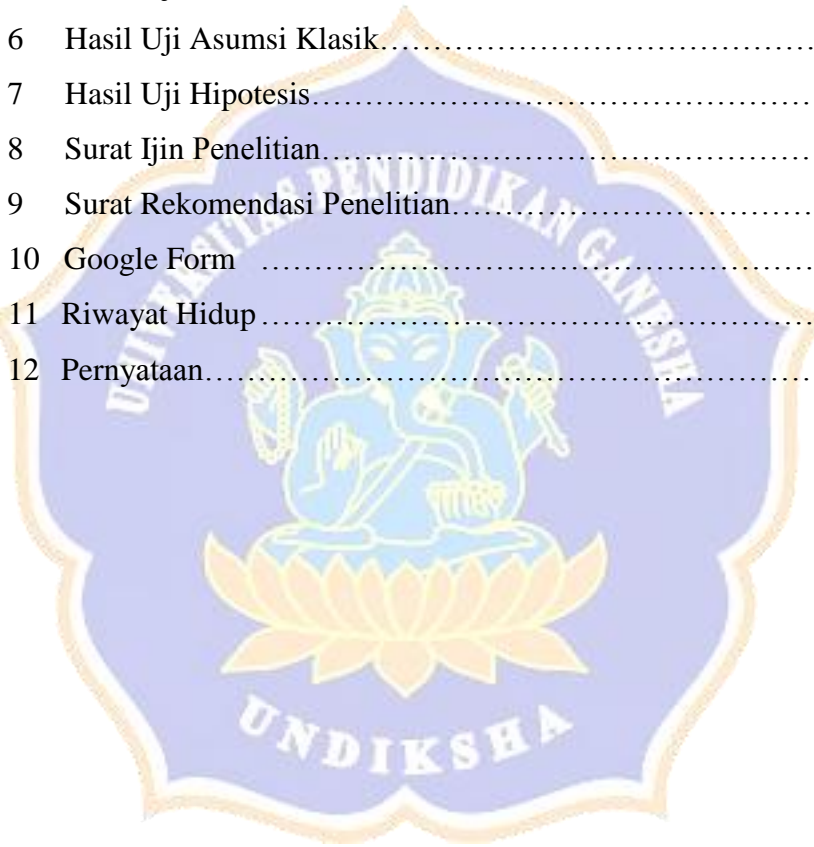 6 Hasil Uji Asumsi Klasik…………………………………………
7 Hasil Uji Hipotesis………………………………………………
8 Surat Ijin Penelitian………………………………………………
9 Surat Rekomendasi Penelitian……………………………………
10 Google Form ……………………………………………………
11 Riwayat Hidup……………………………………………………
12 Pernyataan…………………………………………………………
UNIVERSITAS PENDIDIKAN GANESHA
UNDIKSHA